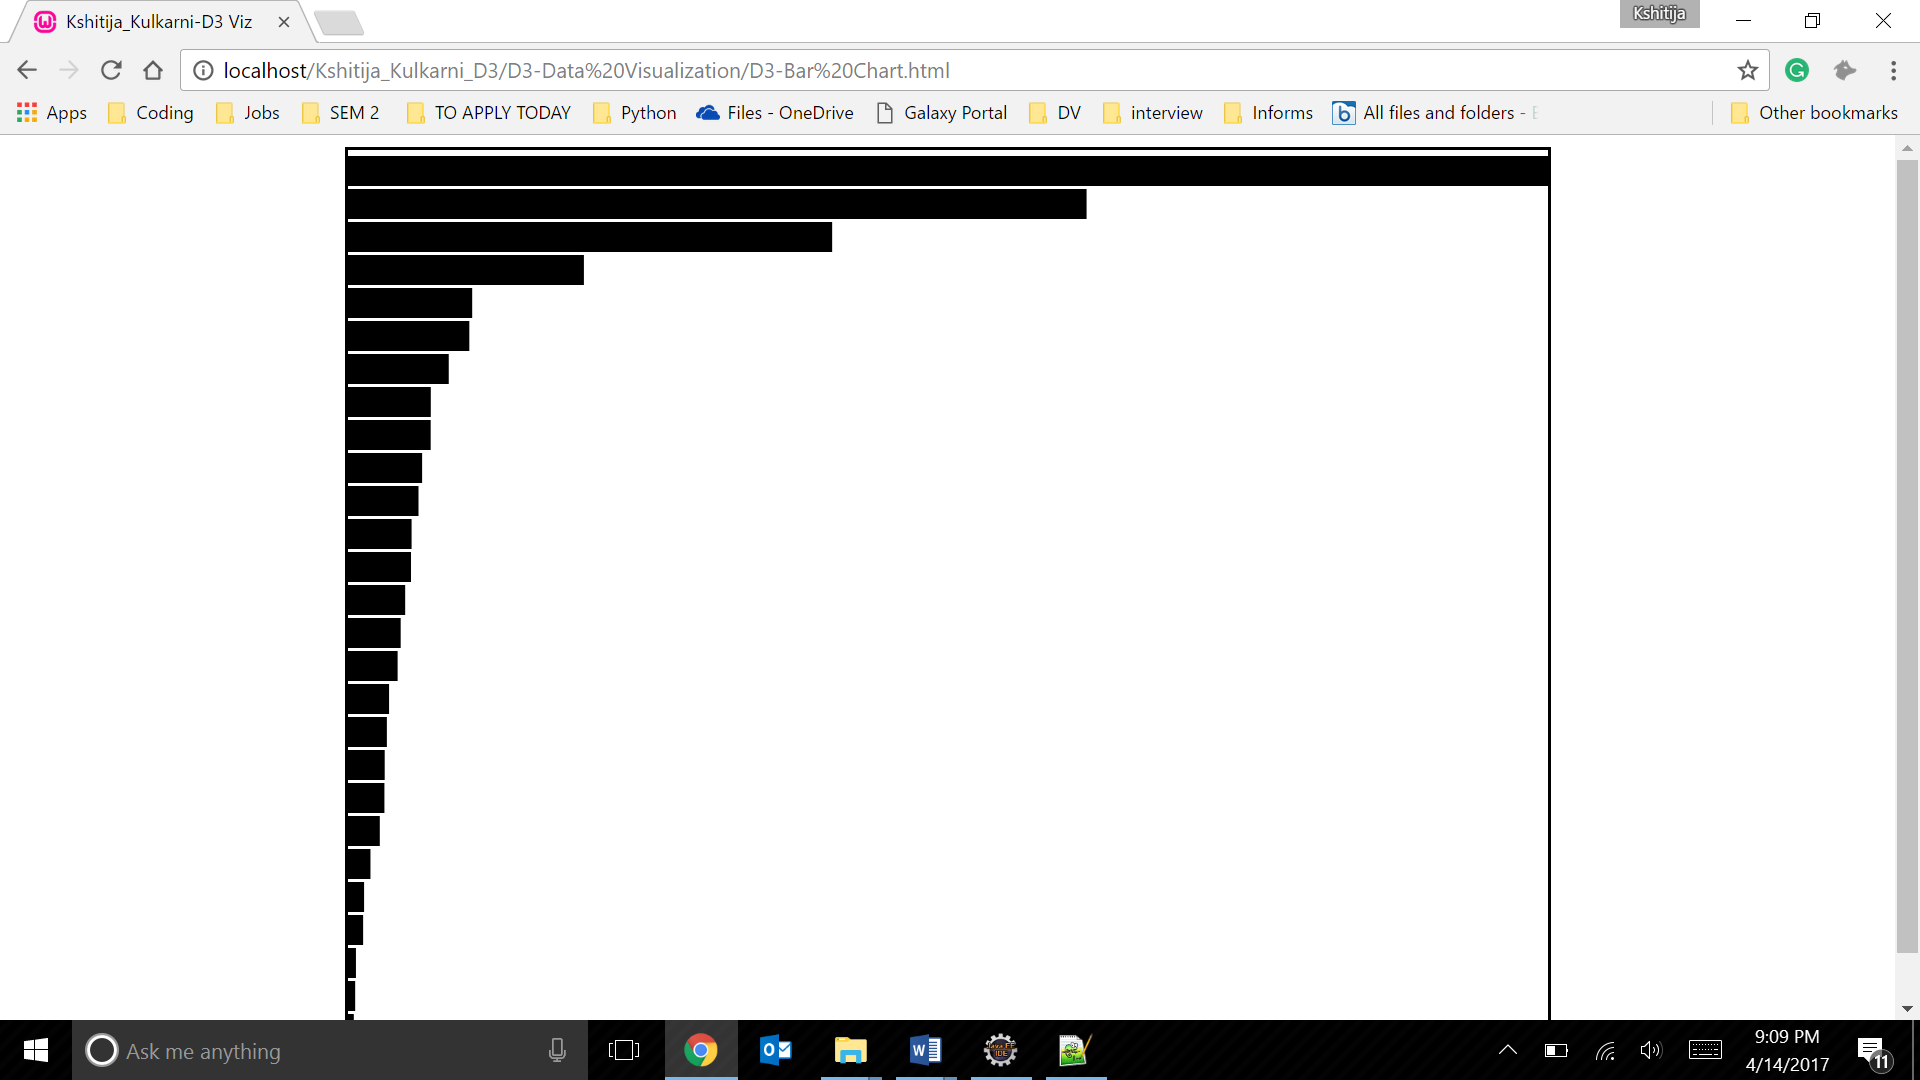 Kshitija_Kulkarni-D3 Viz
Kshitija
localhost/Kshitija_Kulkarni_D3/D3-Data%20Visualization/D3-Bar%20Chart.html
Apps Coding Jobs SEM 2 TO APPLY TODAY Python Files - OneDrive Galaxy Portal DV interview Informs All files and folders - Other bookmarks
Ask me anything
9:09 PM
4/14/2017
11